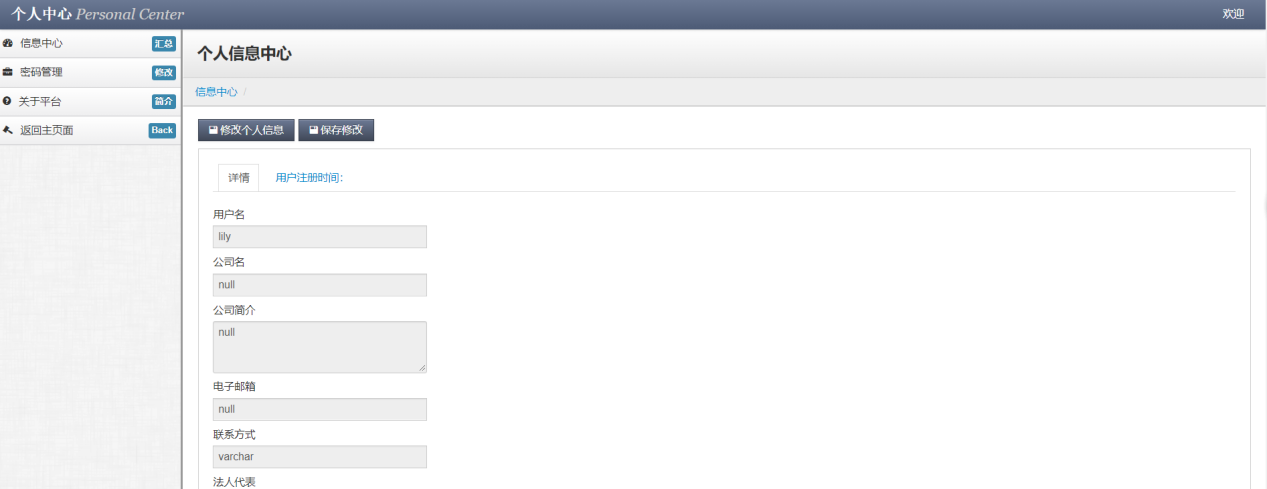 个人中心 Personal Center
欢迎
信息中心 汇总
密码管理 修改
关于平台 简介
返回主页面 Back
个人信息中心
信息中心 /
修改个人信息 保存修改
详情 用户注册时间:
用户名
lily
公司名
null
公司简介
null
电子邮箱
null
联系方式
varchar
法人代表